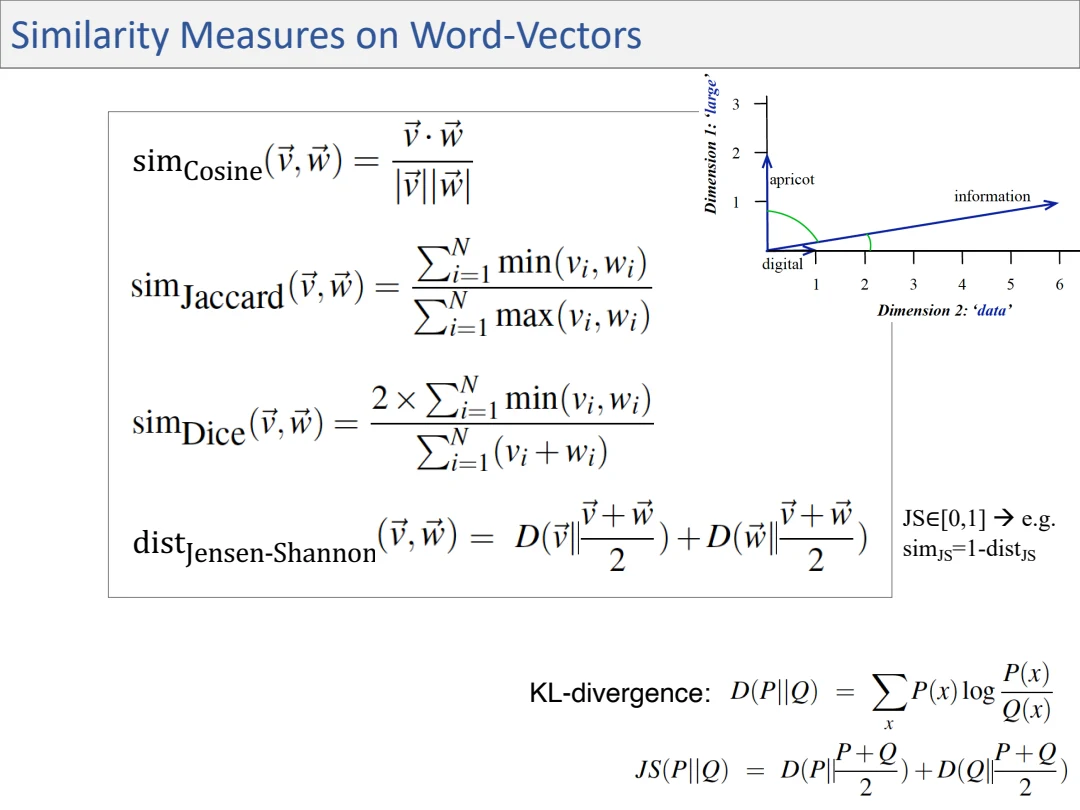 Similarity Measures on Word-Vectors
sim_Cosine(v⃗, w⃗) = (v⃗ · w⃗) / (|v⃗||w⃗|)
sim_Jaccard(v⃗, w⃗) = ∑_{i=1}^{N} min(v_i, w_i) / ∑_{i=1}^{N} max(v_i, w_i)
sim_Dice(v⃗, w⃗) = 2 × ∑_{i=1}^{N} min(v_i, w_i) / ∑_{i=1}^{N} (v_i + w_i)
dist_Jensen-Shannon(v⃗, w⃗) = D(v⃗‖(v⃗ + w⃗)/2) + D(w⃗‖(v⃗ + w⃗)/2)
Dimension 1: ‘large’
3
2
1
apricot
information
digital
1 2 3 4 5 6
Dimension 2: ‘data’
JS∈[0,1] → e.g.
sim_JS=1-dist_JS
KL-divergence: D(P||Q) = ∑_x P(x) log P(x)/Q(x)
JS(P||Q) = D(P||(P + Q)/2) + D(Q||(P + Q)/2)